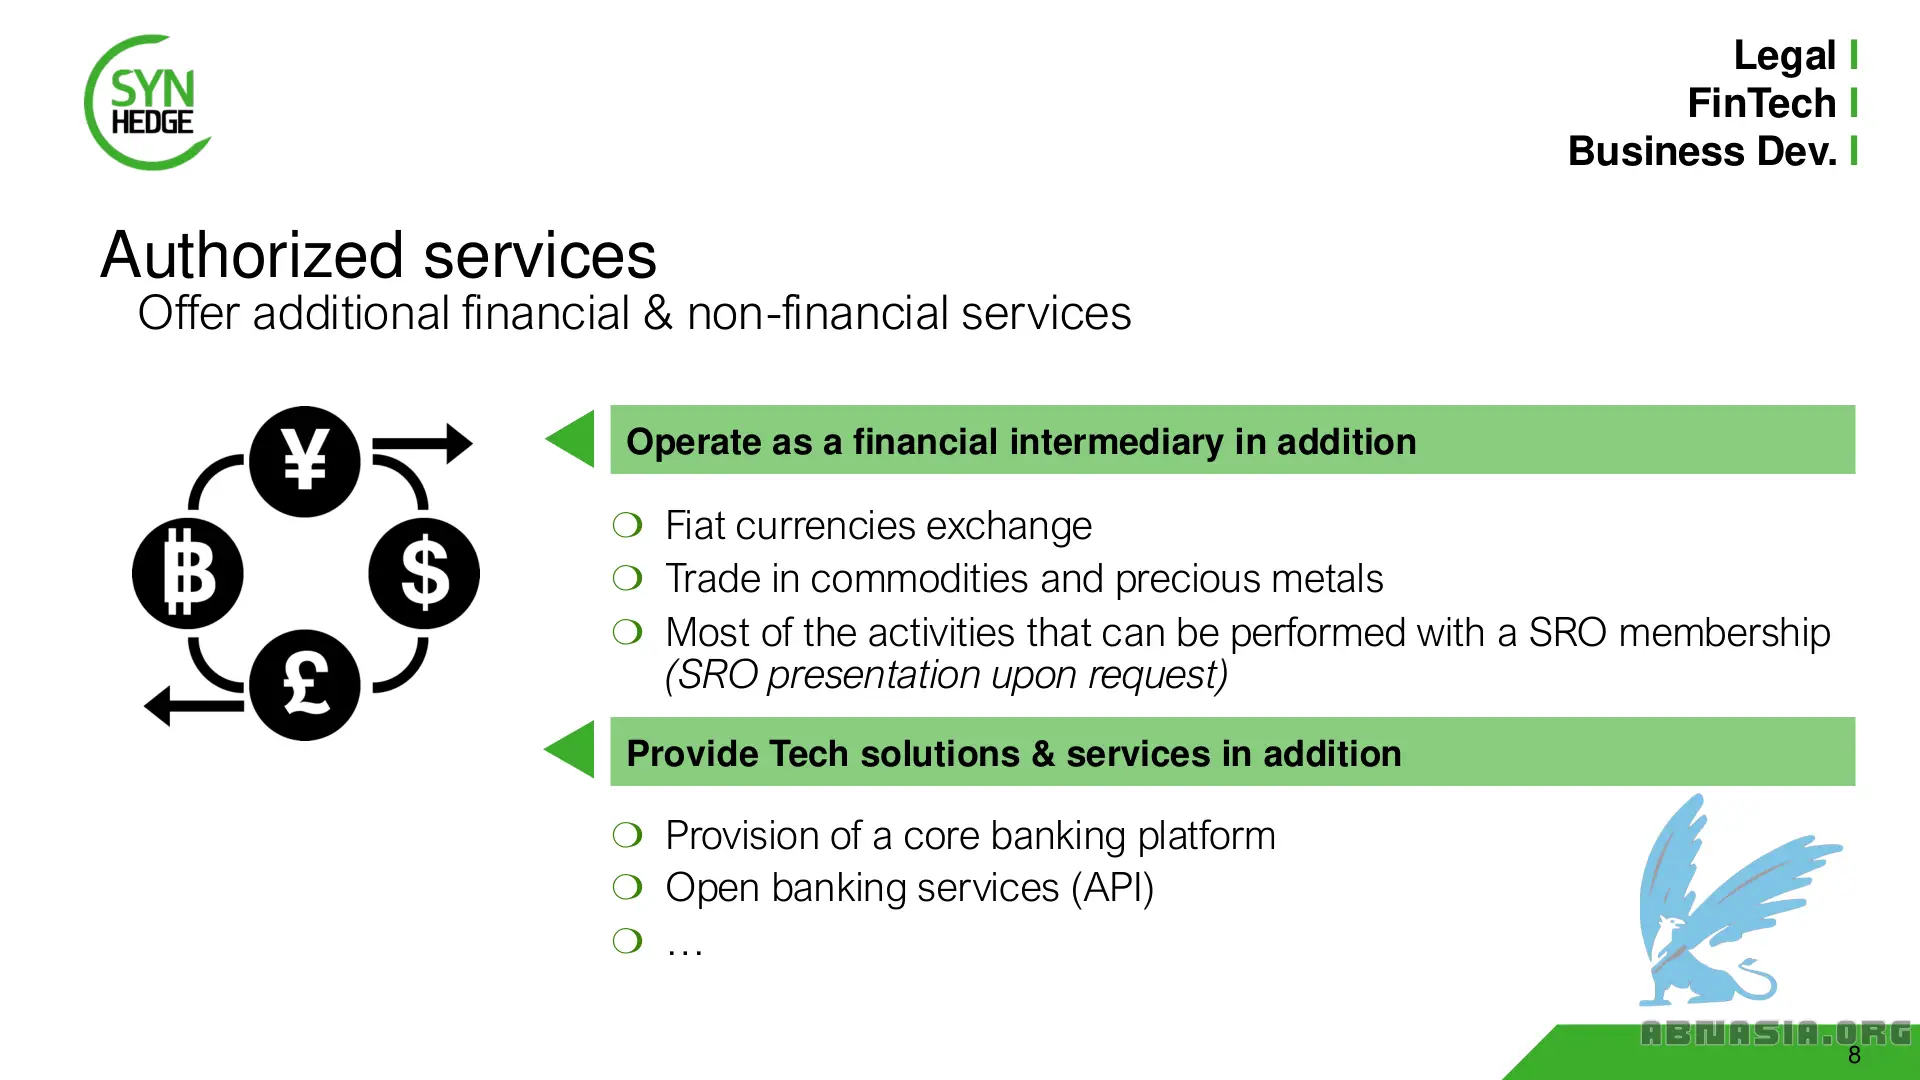 SYN
HEDGE
Legal
FinTech
Business Dev.
Authorized services
Offer additional financial & non-financial services
¥
฿
$
£
Operate as a financial intermediary in addition
Fiat currencies exchange
Trade in commodities and precious metals
Most of the activities that can be performed with a SRO membership
(SRO presentation upon request)
Provide Tech solutions & services in addition
Provision of a core banking platform
Open banking services (API)
…
ABNASIA.ORG
8